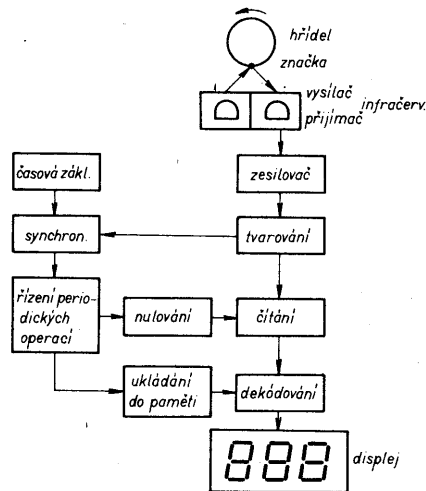 hřídel
značka
vysílač
přijímač
infračerv.
časová zákl.
zesilovač
synchron.
tvarování
řízení perio-
dických
operací
nulování
čítání
ukládání
do paměti
dekódování
888
displej